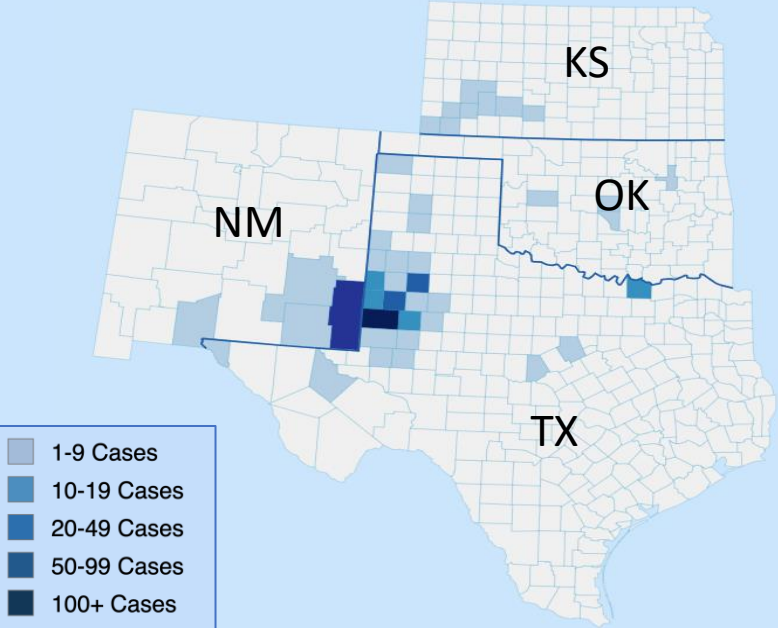 KS
OK
NM
TX
1-9 Cases
10-19 Cases
20-49 Cases
50-99 Cases
100+ Cases